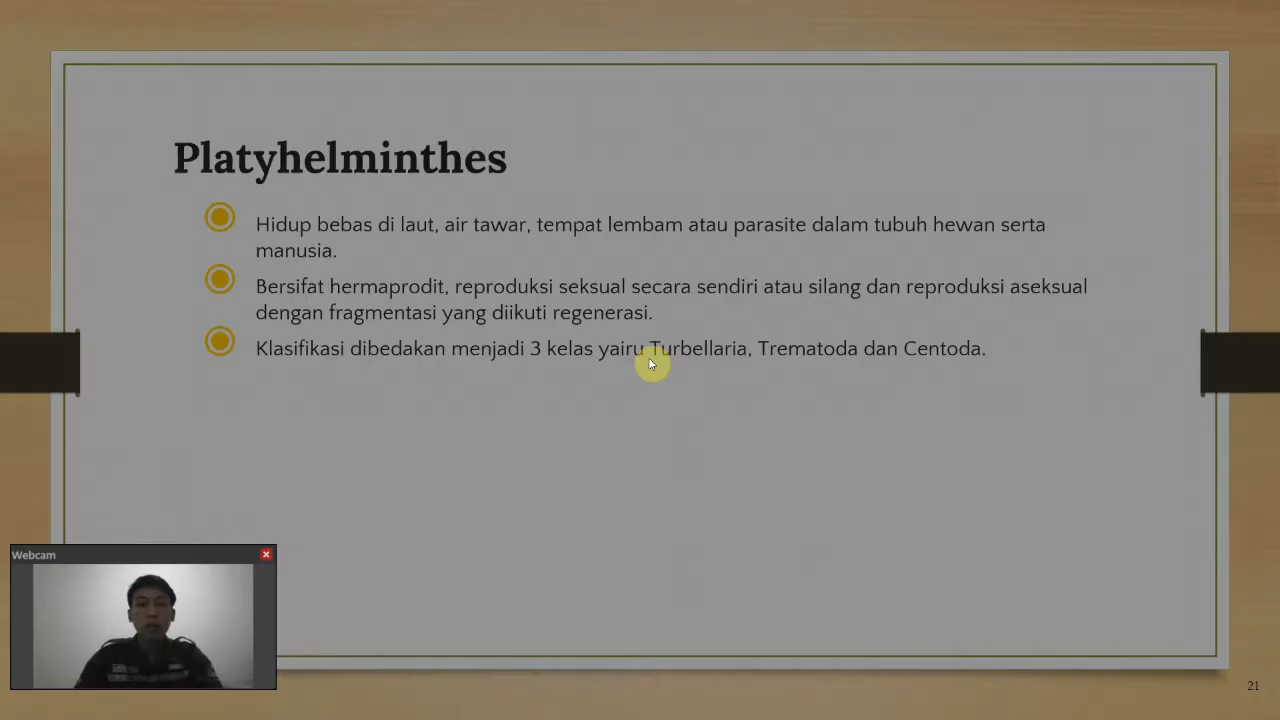 Platyhelminthes
Hidup bebas di laut, air tawar, tempat lembam atau parasite dalam tubuh hewan serta
manusia.
Bersifat hermaprodit, reproduksi seksual secara sendiri atau silang dan reproduksi aseksual
dengan fragmentasi yang diikuti regenerasi.
Klasifikasi dibedakan menjadi 3 kelas yairu Turbellaria, Trematoda dan Centoda.
Webcam
21